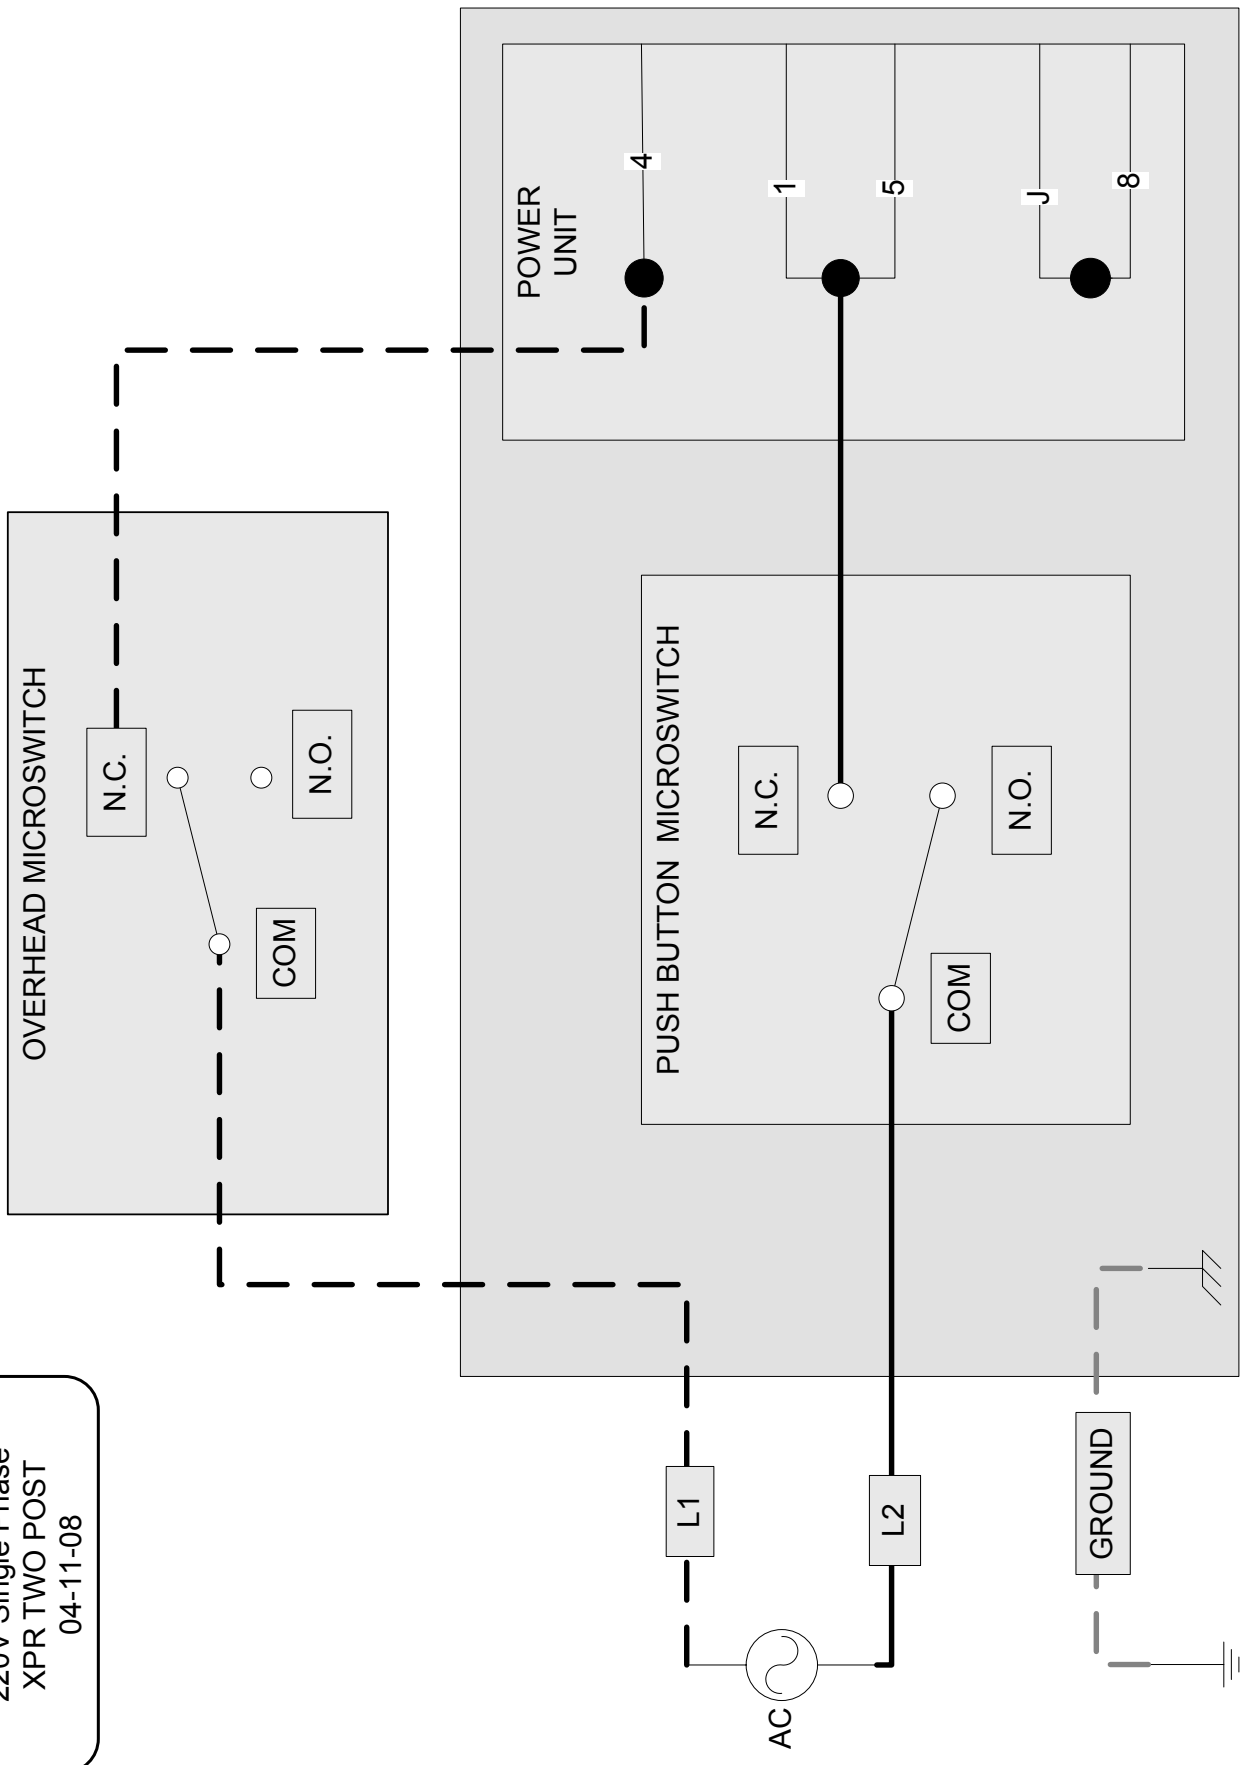 220V Single Phase
XPR TWO POST
04-11-08
OVERHEAD MICROSWITCH
N.C.
COM
N.O.
POWER
UNIT
4
1
5
J
8
PUSH BUTTON MICROSWITCH
N.C.
COM
N.O.
AC
L1
L2
GROUND